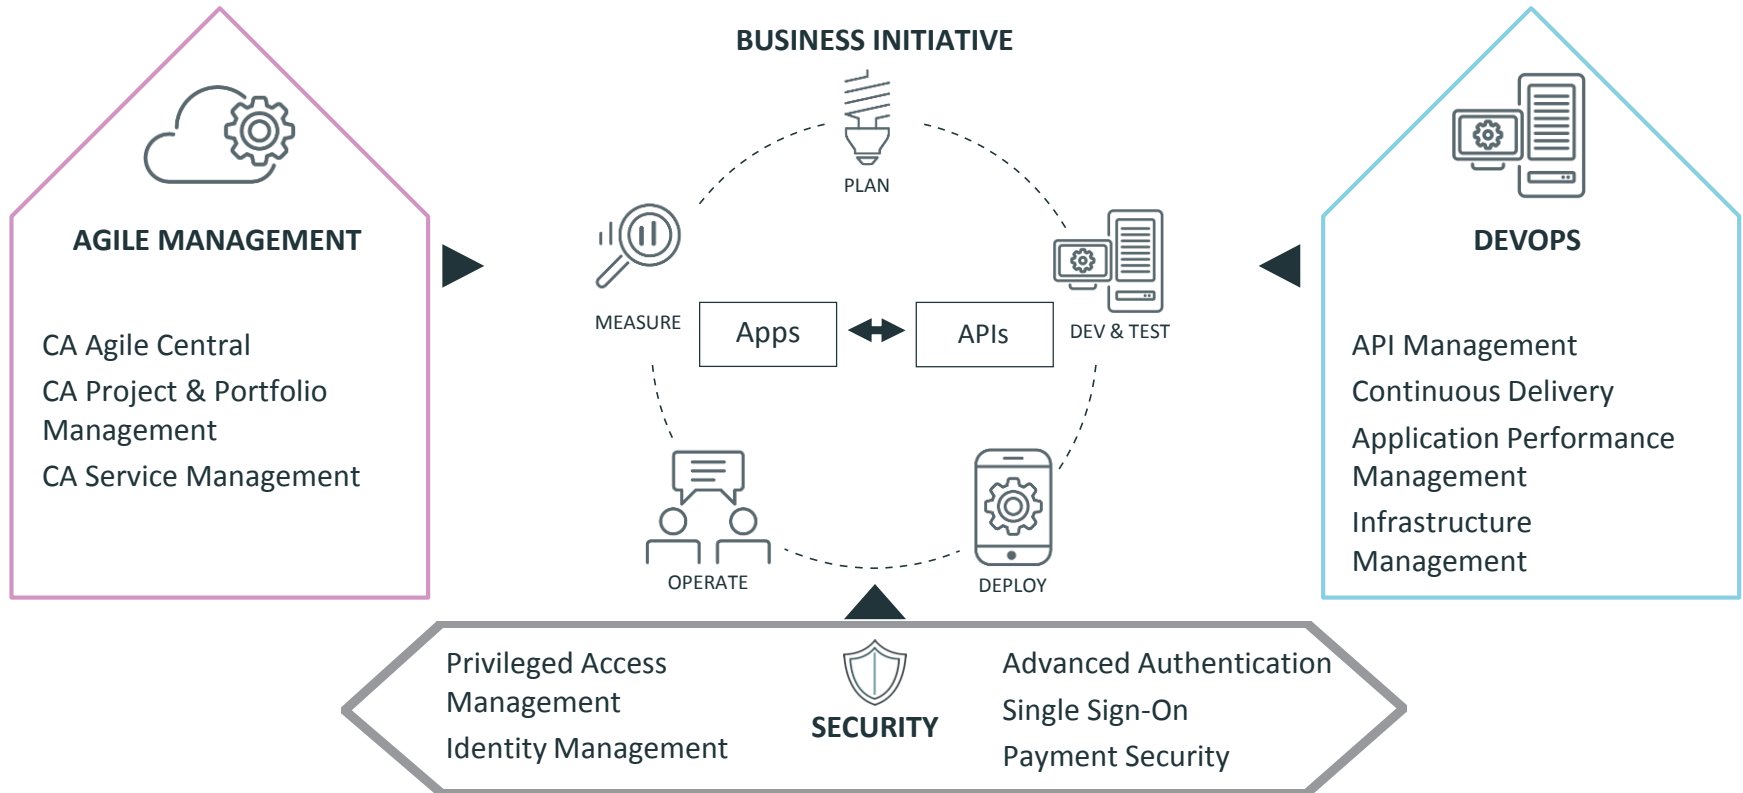 BUSINESS INITIATIVE
PLAN
MEASURE
DEV & TEST
Apps
APIs
OPERATE
DEPLOY
AGILE MANAGEMENT
CA Agile Central
CA Project & Portfolio
Management
CA Service Management
DEVOPS
API Management
Continuous Delivery
Application Performance
Management
Infrastructure
Management
Privileged Access
Management
Identity Management
SECURITY
Advanced Authentication
Single Sign-On
Payment Security